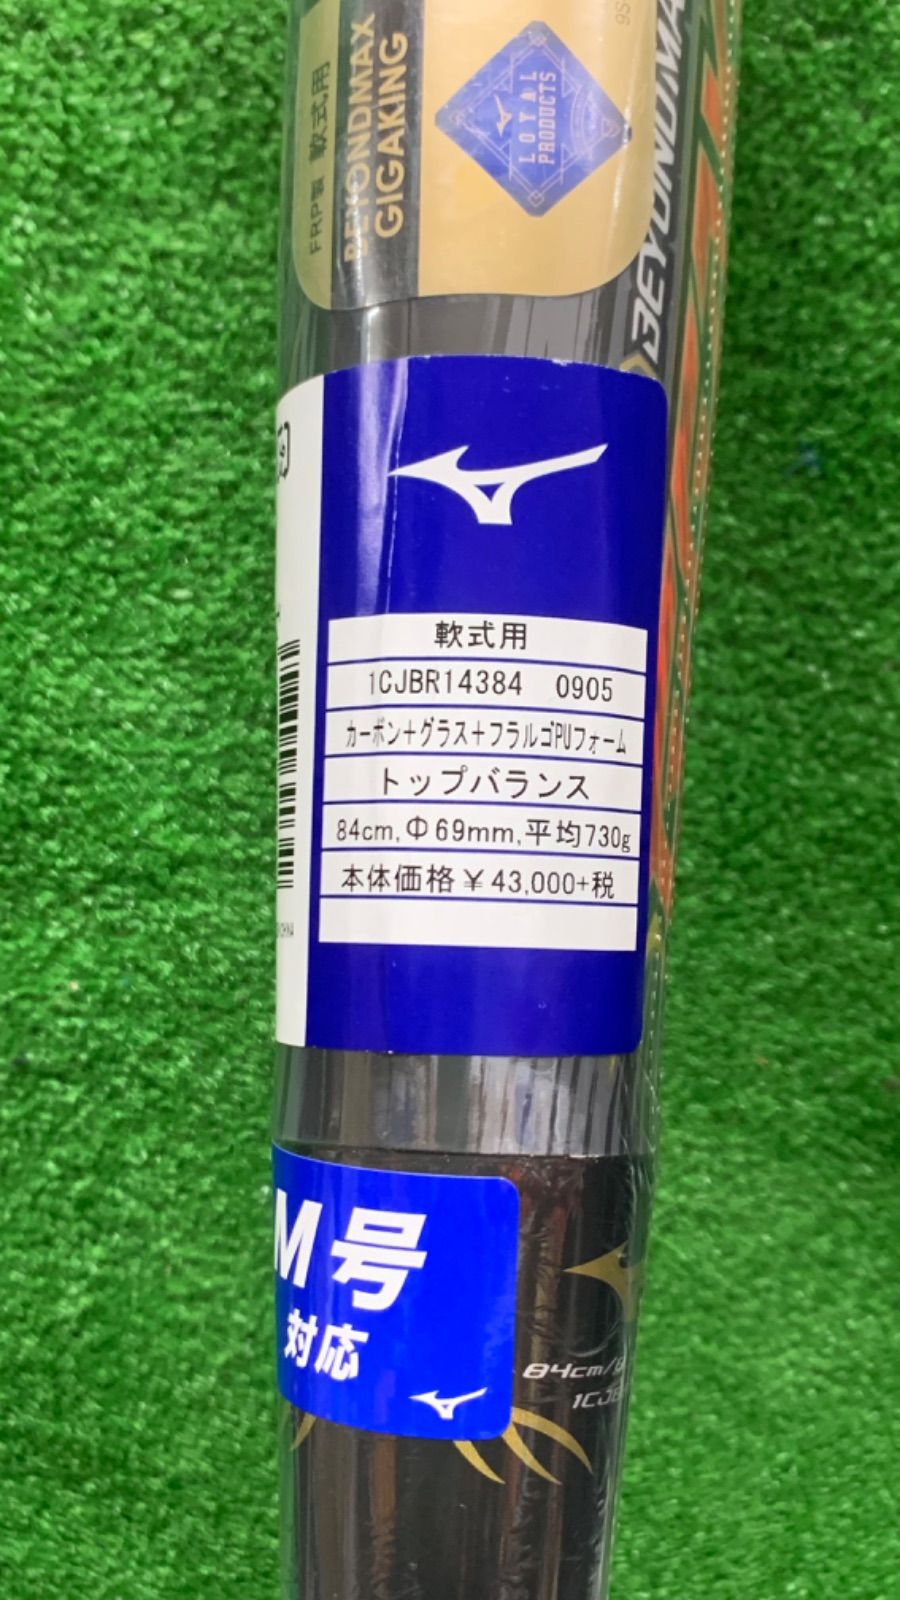 FRP製 軟式用
BEYONDMAX
GIGAKING
LOYAL
PRODUCTS
BEYONDMA
軟式用
1CJBR14384 0905
カーボン+グラス+フラルゴPUフォーム
トップバランス
84cm,Φ69mm,平均730g
本体価格¥43,000+税
M号
対応
84cm/
1CJB